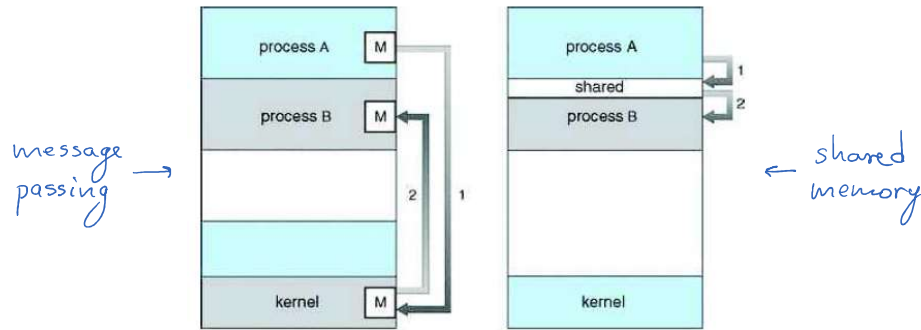 process A
M
process B
M
kernel
M
2
1
message
passing
process A
1
shared
2
process B
kernel
shared
memory